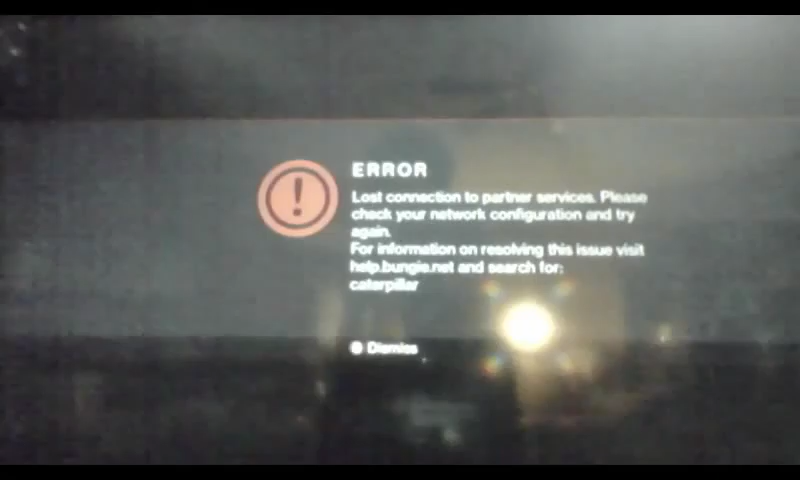 ERROR
Lost connection to partner services. Please
check your network configuration and try
again.
For information on resolving this issue visit
help.bungie.net and search for:
caterpillar
Dismiss